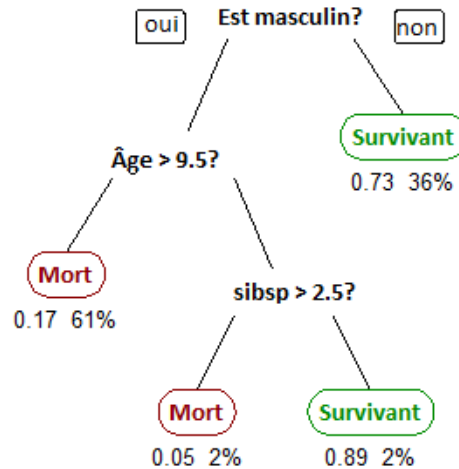 oui
Est masculin?
non
Âge > 9.5?
Survivant
0.73 36%
Mort
0.17 61%
sibsp > 2.5?
Mort
0.05 2%
Survivant
0.89 2%